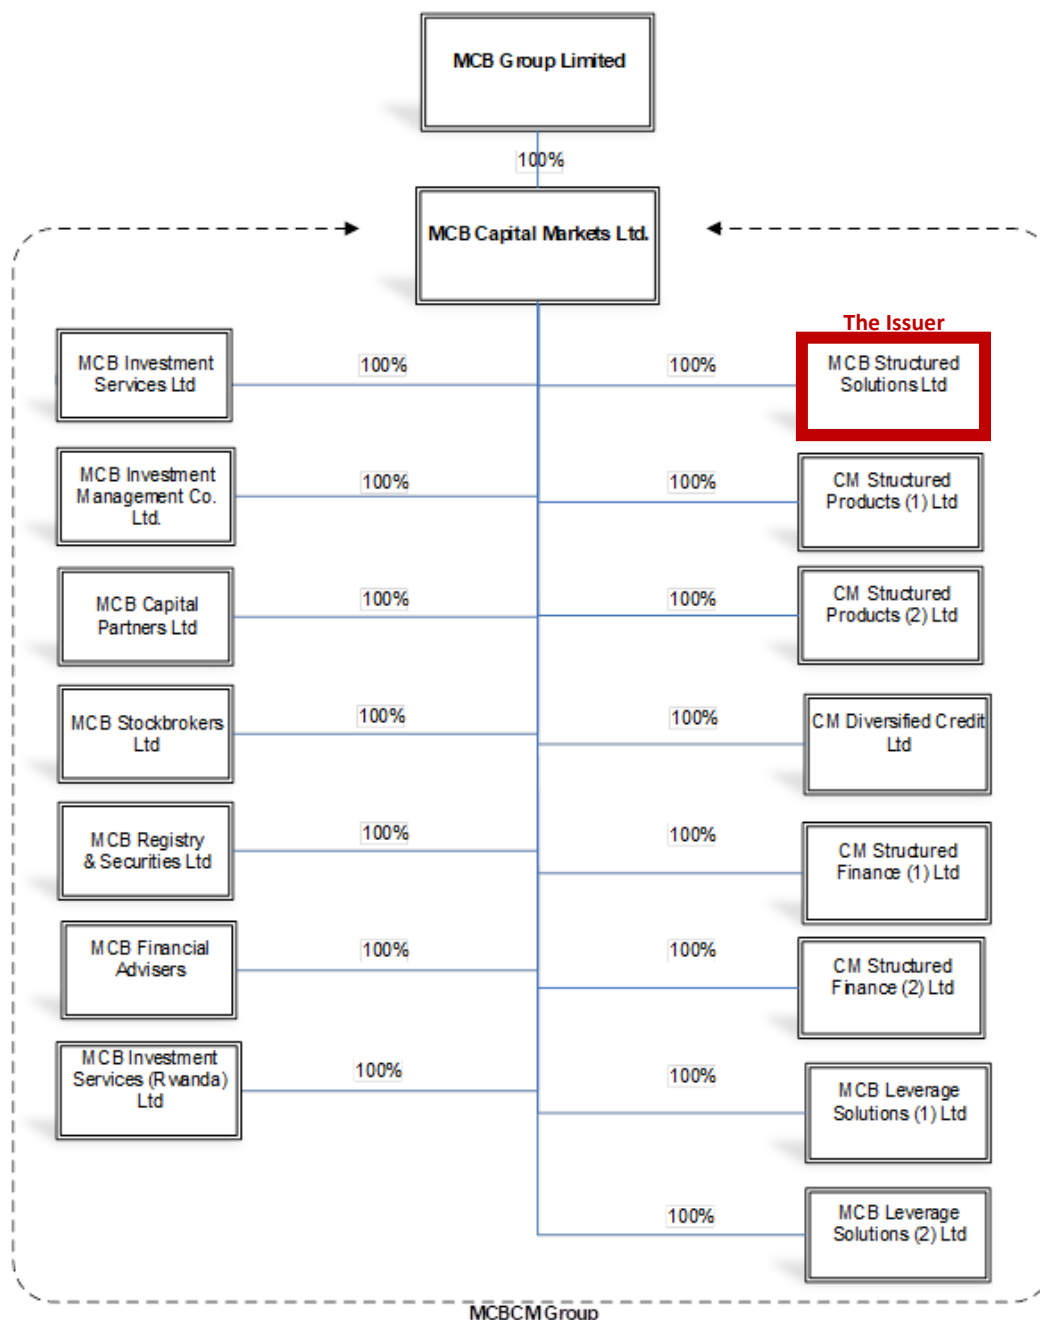 MCB Group Limited
100%
MCB Capital Markets Ltd.
The Issuer
MCB Investment
Services Ltd
100%
100%
MCB Structured
Solutions Ltd
MCB Investment
Management Co.
Ltd.
100%
100%
CM Structured
Products (1) Ltd
MCB Capital
Partners Ltd
100%
100%
CM Structured
Products (2) Ltd
MCB Stockbrokers
Ltd
100%
100%
CM Diversified Credit
Ltd
MCB Registry
& Securities Ltd
100%
100%
CM Structured
Finance (1) Ltd
MCB Financial
Advisers
100%
100%
CM Structured
Finance (2) Ltd
MCB Investment
Services (Rwanda)
Ltd
100%
100%
MCB Leverage
Solutions (1) Ltd
100%
MCB Leverage
Solutions (2) Ltd
MCBCM Group